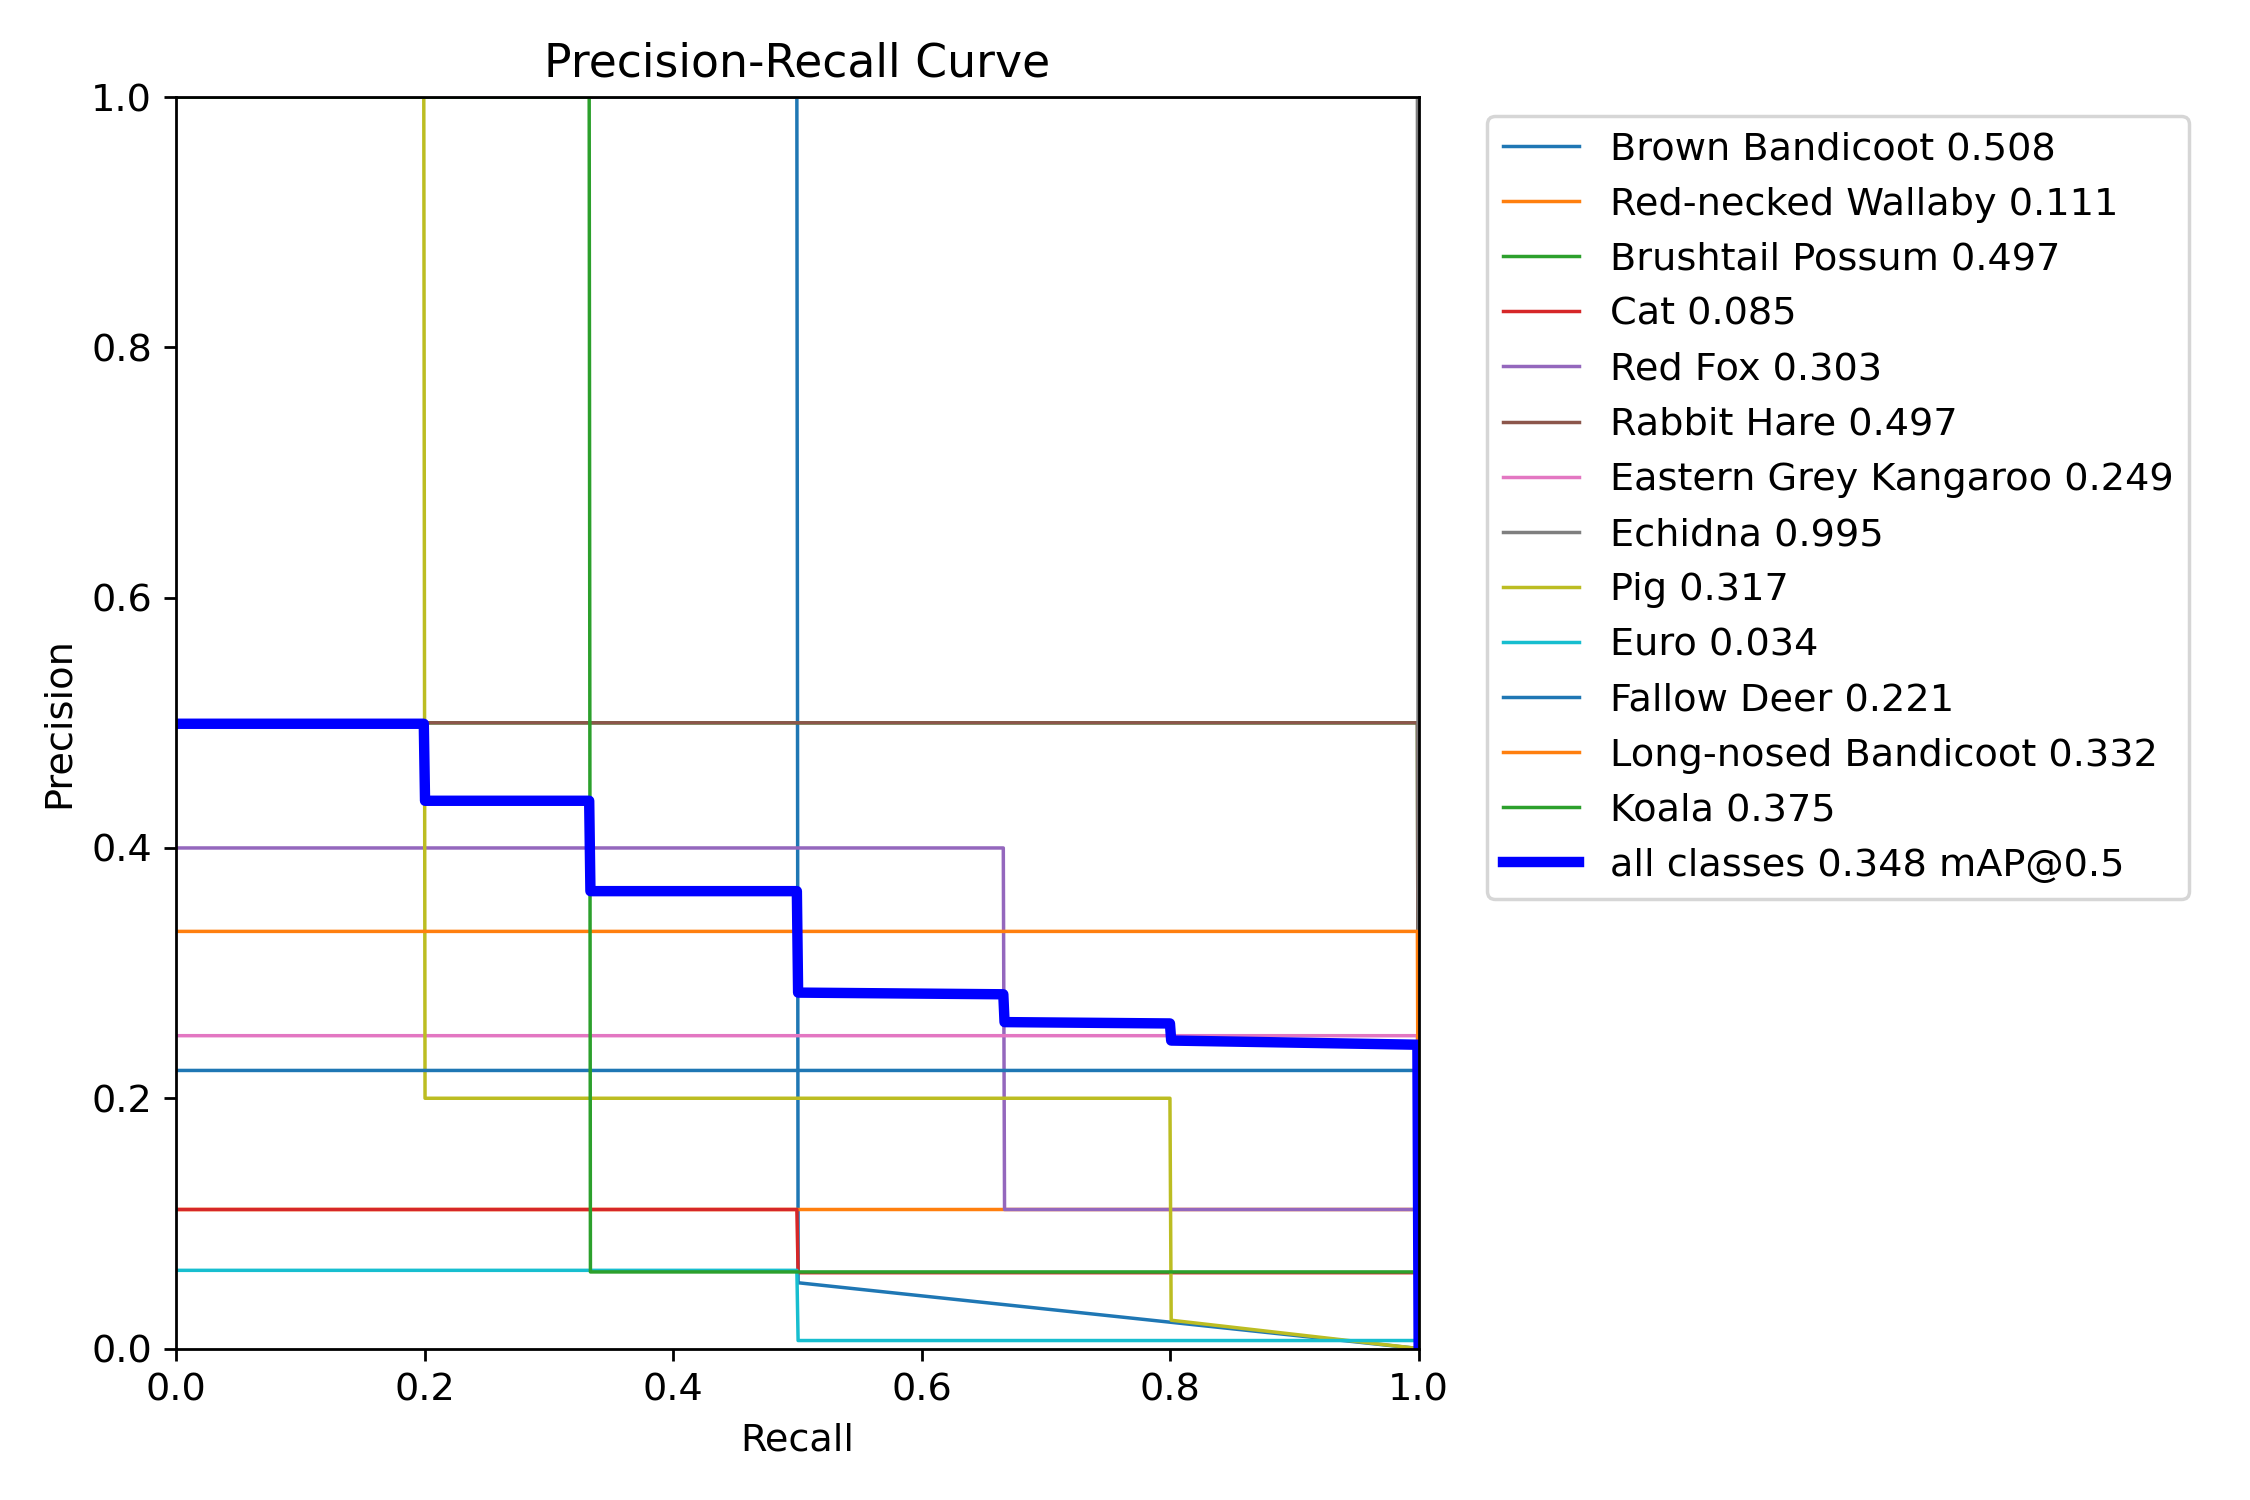 Precision-Recall Curve
1.0
0.8
0.6
0.4
0.2
0.0
Precision
0.0 0.2 0.4 0.6 0.8 1.0
Recall
Brown Bandicoot 0.508
Red-necked Wallaby 0.111
Brushtail Possum 0.497
Cat 0.085
Red Fox 0.303
Rabbit Hare 0.497
Eastern Grey Kangaroo 0.249
Echidna 0.995
Pig 0.317
Euro 0.034
Fallow Deer 0.221
Long-nosed Bandicoot 0.332
Koala 0.375
all classes 0.348 mAP@0.5